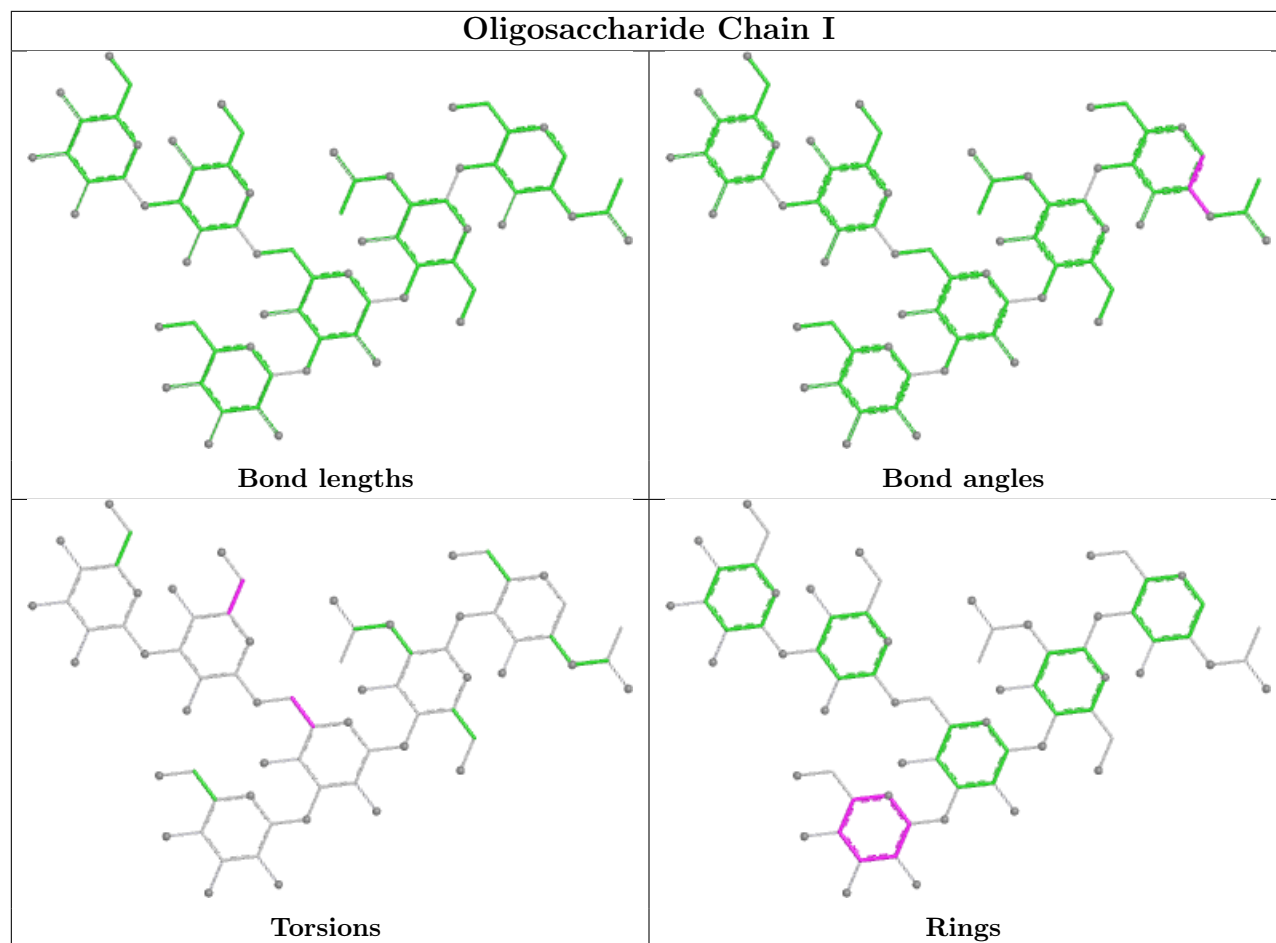 Oligosaccharide Chain I
Bond lengths
Bond angles
Torsions
Rings